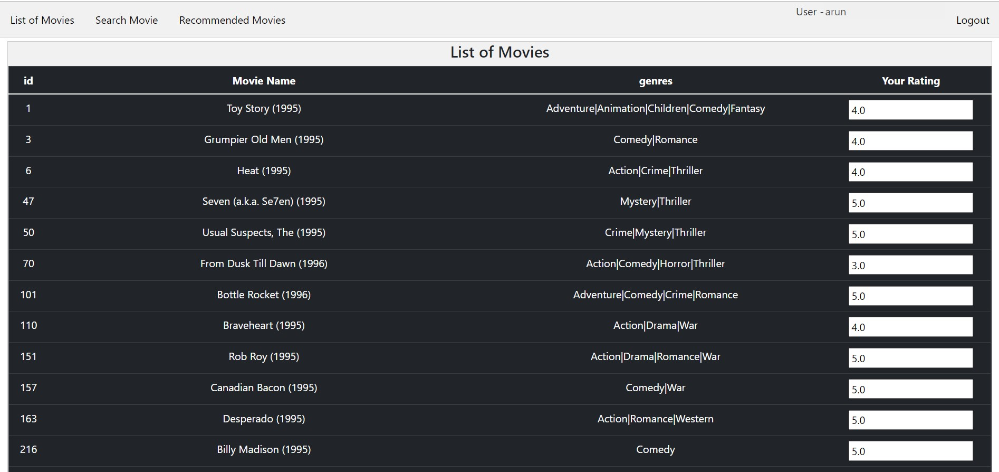 User - arun
List of Movies Search Movie Recommended Movies Logout
List of Movies
id Movie Name genres Your Rating
1 Toy Story (1995) Adventure|Animation|Children|Comedy|Fantasy 4.0
3 Grumpier Old Men (1995) Comedy|Romance 4.0
6 Heat (1995) Action|Crime|Thriller 4.0
47 Seven (a.k.a. Se7en) (1995) Mystery|Thriller 5.0
50 Usual Suspects, The (1995) Crime|Mystery|Thriller 5.0
70 From Dusk Till Dawn (1996) Action|Comedy|Horror|Thriller 3.0
101 Bottle Rocket (1996) Adventure|Comedy|Crime|Romance 5.0
110 Braveheart (1995) Action|Drama|War 4.0
151 Rob Roy (1995) Action|Drama|Romance|War 5.0
157 Canadian Bacon (1995) Comedy|War 5.0
163 Desperado (1995) Action|Romance|Western 5.0
216 Billy Madison (1995) Comedy 5.0